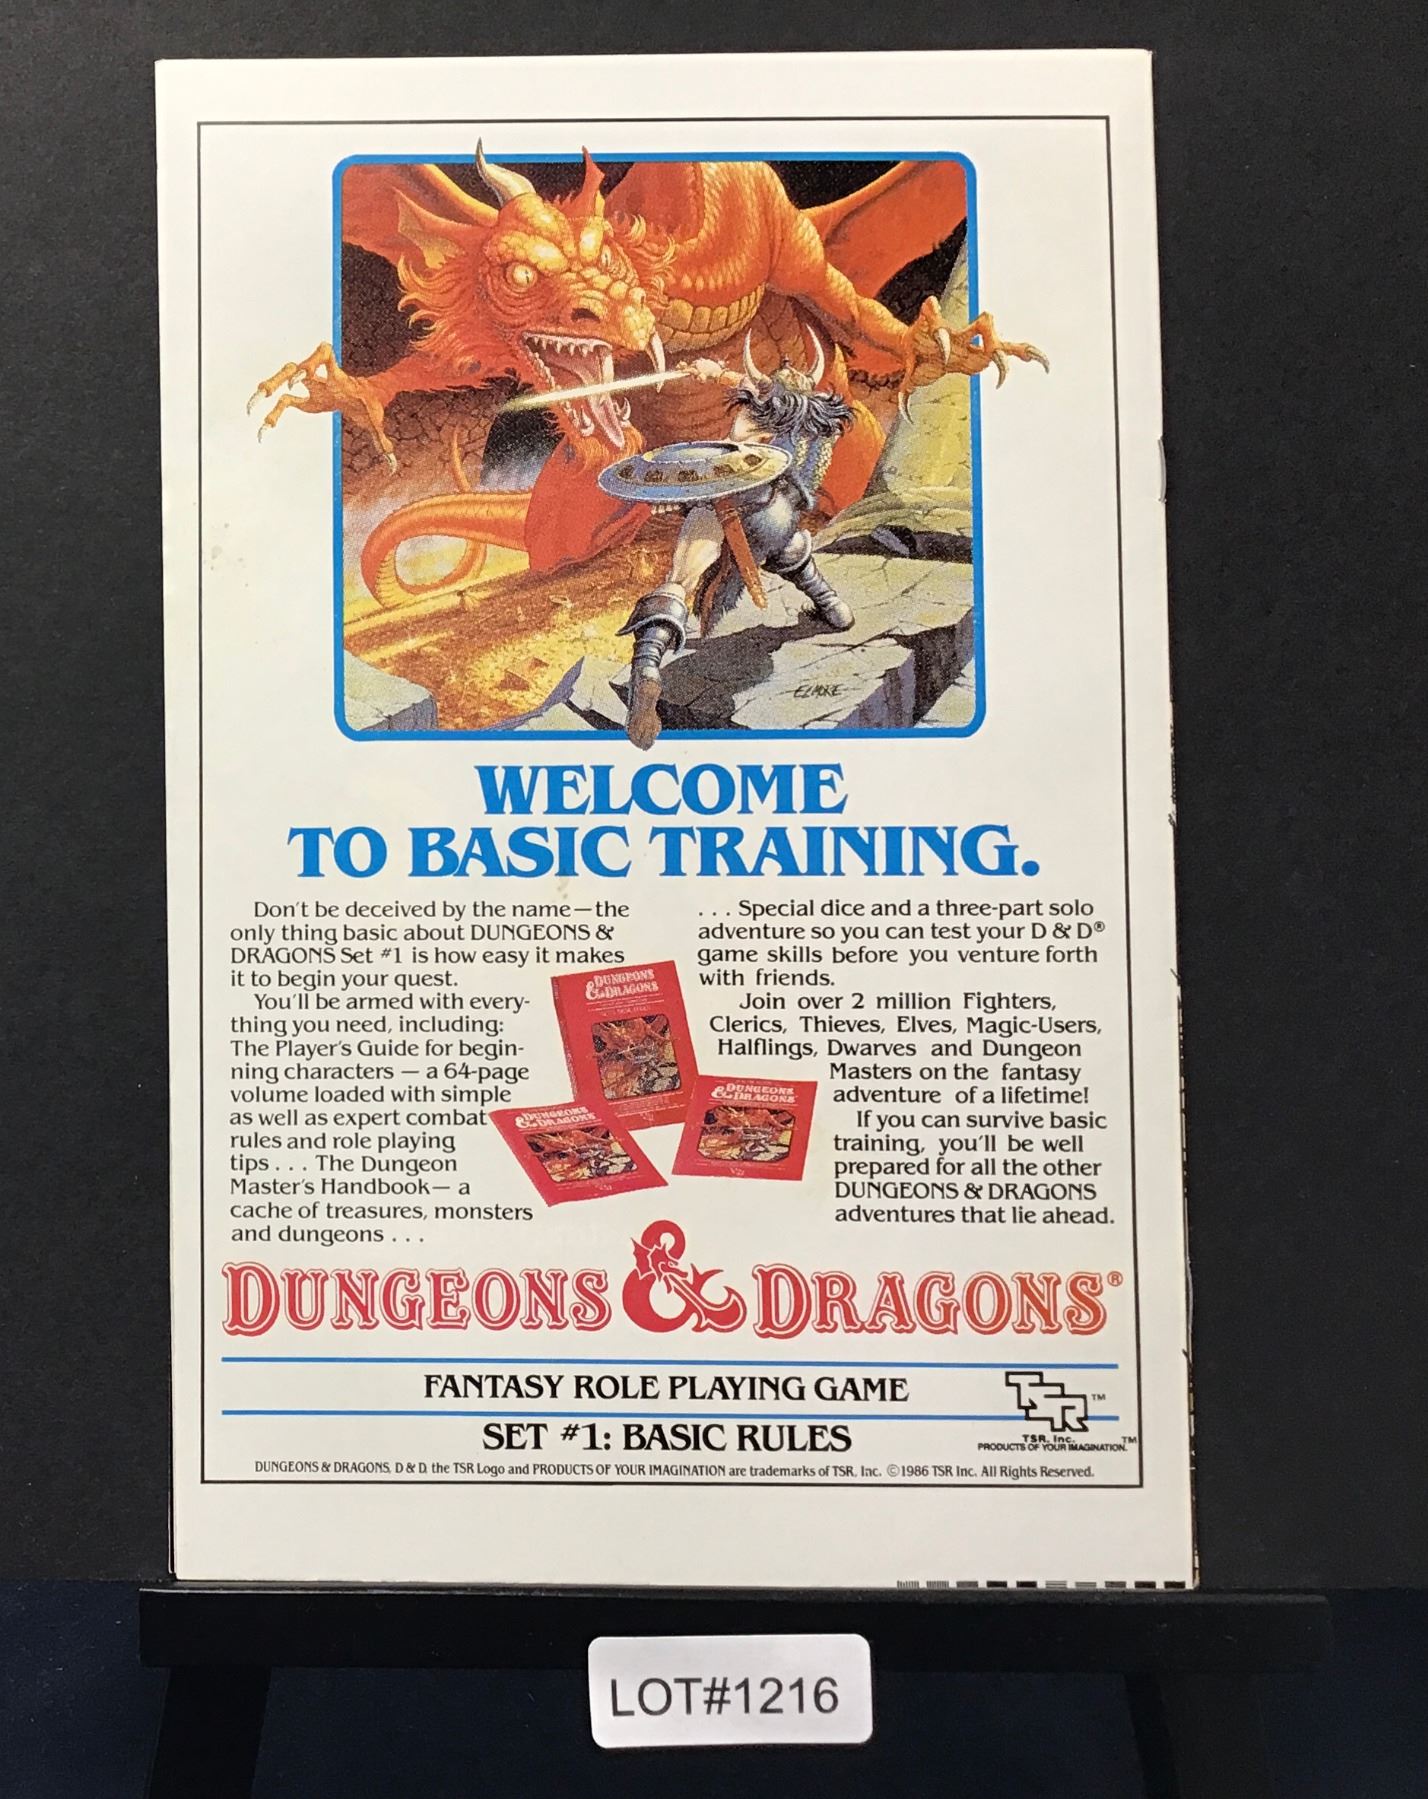 ELMORE
WELCOME
TO BASIC TRAINING.
Don't be deceived by the name—the
only thing basic about DUNGEONS &
DRAGONS Set #1 is how easy it makes
it to begin your quest.
You'll be armed with every-
thing you need, including:
The Player's Guide for begin-
ning characters — a 64-page
volume loaded with simple
as well as expert combat
rules and role playing
tips . . . The Dungeon
Master's Handbook— a
cache of treasures, monsters
and dungeons . . .
. . . Special dice and a three-part solo
adventure so you can test your D & D®
game skills before you venture forth
with friends.
Join over 2 million Fighters,
Clerics, Thieves, Elves, Magic-Users,
Halflings, Dwarves and Dungeon
Masters on the fantasy
adventure of a lifetime!
If you can survive basic
training, you'll be well
prepared for all the other
DUNGEONS & DRAGONS
adventures that lie ahead.
DUNGEONS
& DRAGONS
DUNGEONS
& DRAGONS
DUNGEONS
& DRAGONS
DUNGEONS & DRAGONS®
FANTASY ROLE PLAYING GAME
SET #1: BASIC RULES
TSR ™
TSR, Inc.
PRODUCTS OF YOUR IMAGINATION.™
DUNGEONS & DRAGONS, D & D, the TSR Logo and PRODUCTS OF YOUR IMAGINATION are trademarks of TSR, Inc. ©1986 TSR Inc. All Rights Reserved.
LOT#1216